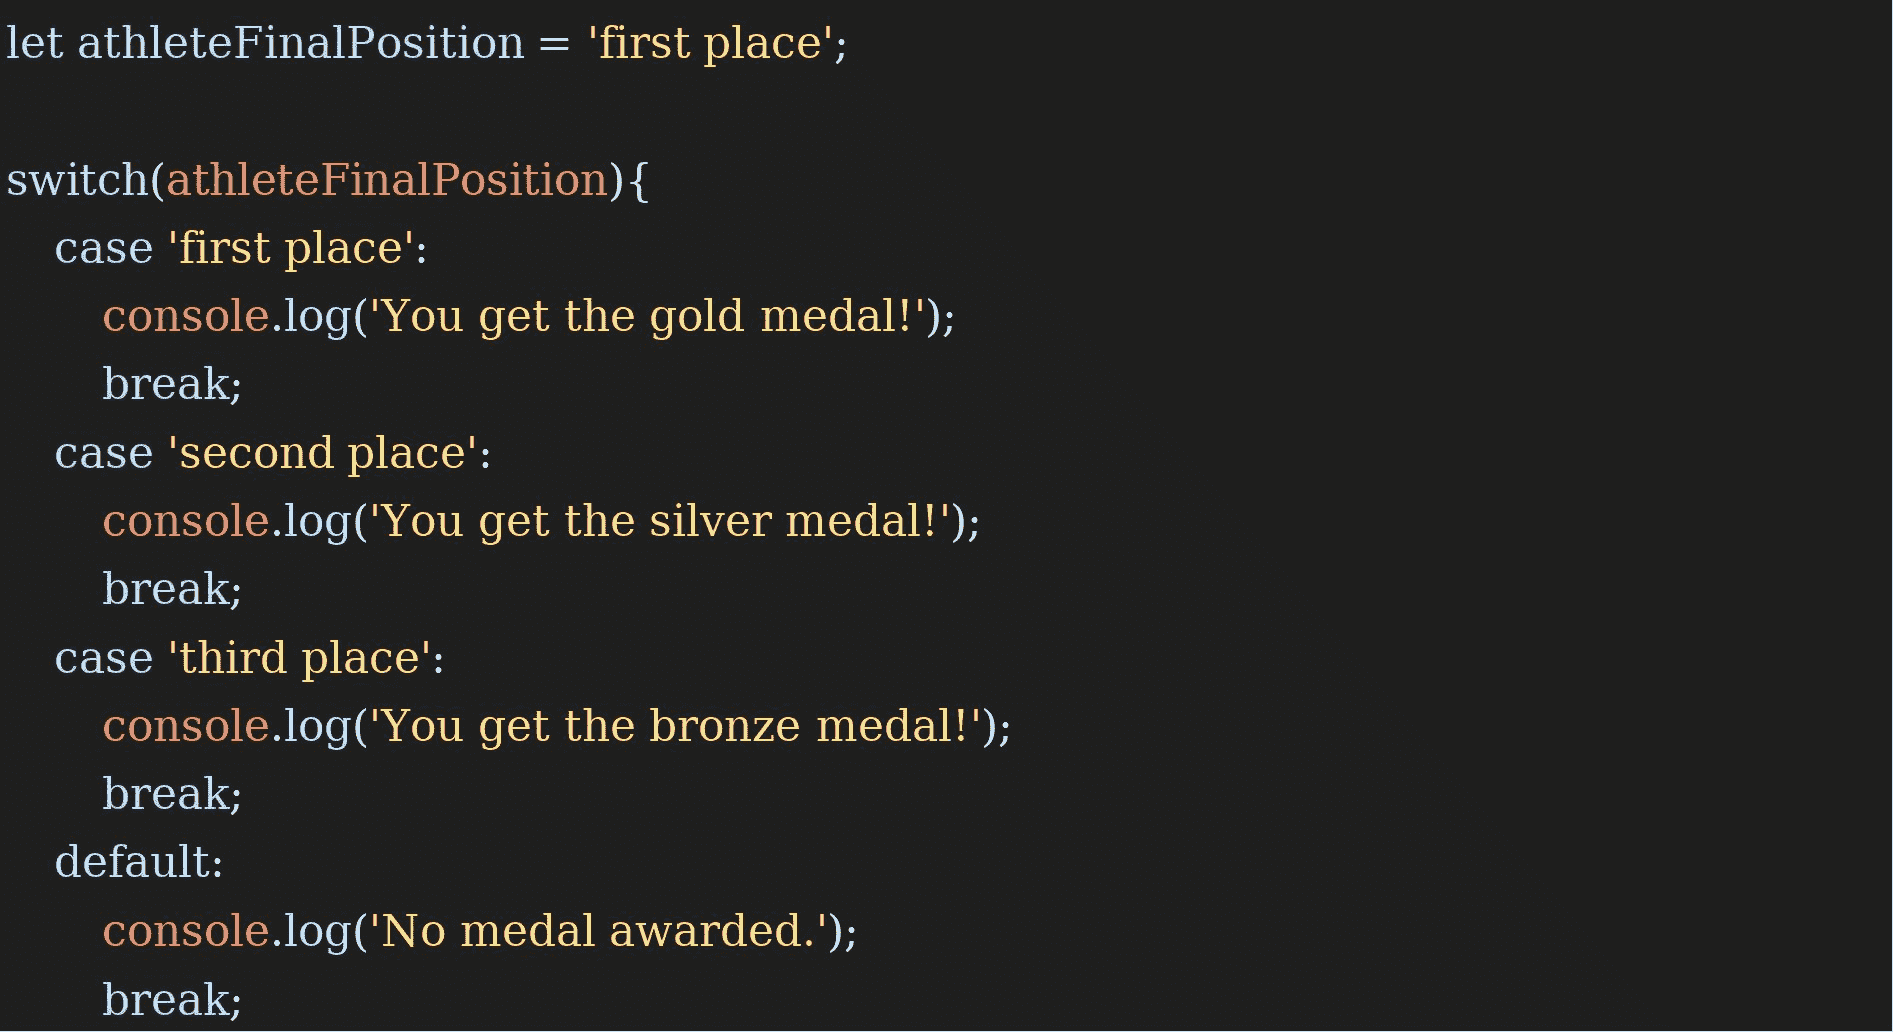 let athleteFinalPosition = 'first place';
switch(athleteFinalPosition){
case 'first place':
console.log('You get the gold medal!');
break;
case 'second place':
console.log('You get the silver medal!');
break;
case 'third place':
console.log('You get the bronze medal!');
break;
default:
console.log('No medal awarded.');
break;